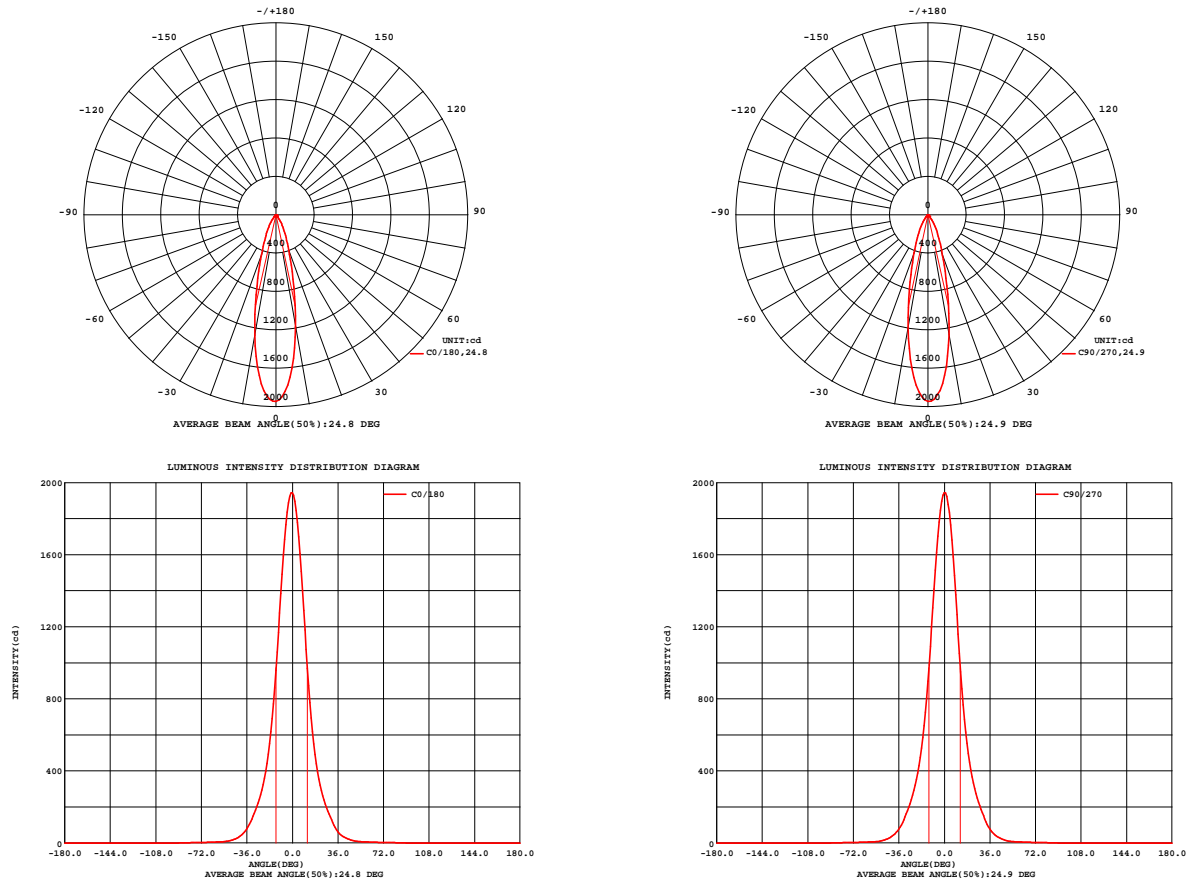 -/+180
-150
150
-120
120
-90
90
-60
60
-30
30
0
0
400
800
1200
1600
2000
UNIT:cd
C0/180,24.8
AVERAGE BEAM ANGLE(50%):24.8 DEG
-/+180
-150
150
-120
120
-90
90
-60
60
-30
30
0
0
400
800
1200
1600
2000
UNIT:cd
C90/270,24.9
AVERAGE BEAM ANGLE(50%):24.9 DEG
LUMINOUS INTENSITY DISTRIBUTION DIAGRAM
C0/180
INTENSITY(cd)
2000
1600
1200
800
400
0
-180.0 -144.0 -108.0 -72.0 -36.0 0.0 36.0 72.0 108.0 144.0 180.0
ANGLE(DEG)
AVERAGE BEAM ANGLE(50%):24.8 DEG
LUMINOUS INTENSITY DISTRIBUTION DIAGRAM
C90/270
INTENSITY(cd)
2000
1600
1200
800
400
0
-180.0 -144.0 -108.0 -72.0 -36.0 0.0 36.0 72.0 108.0 144.0 180.0
ANGLE(DEG)
AVERAGE BEAM ANGLE(50%):24.9 DEG